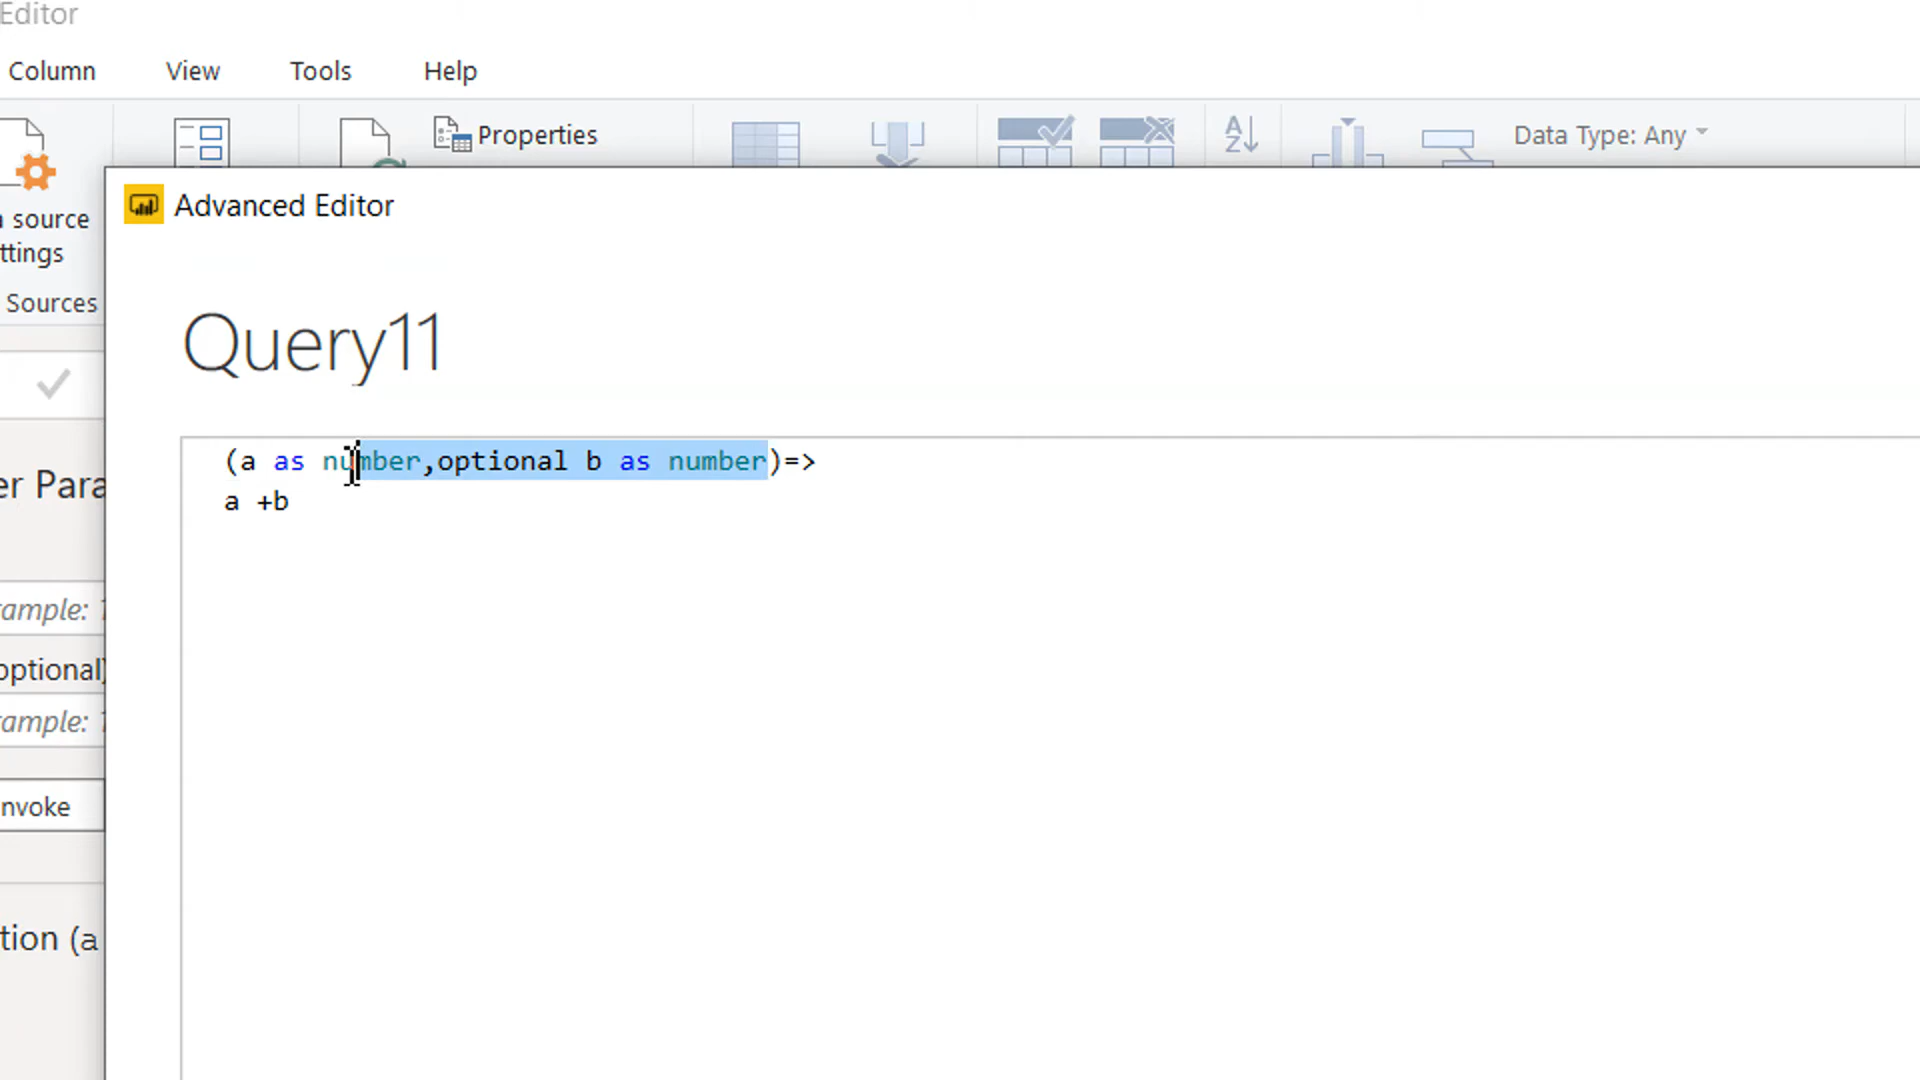 Editor
Column View Tools Help
Properties
Data Type: Any
source
ttings
Sources
Advanced Editor
Query11
(a as number,optional b as number)=>
a +b
er Para
ample:
optional)
ample:
nvoke
tion (a